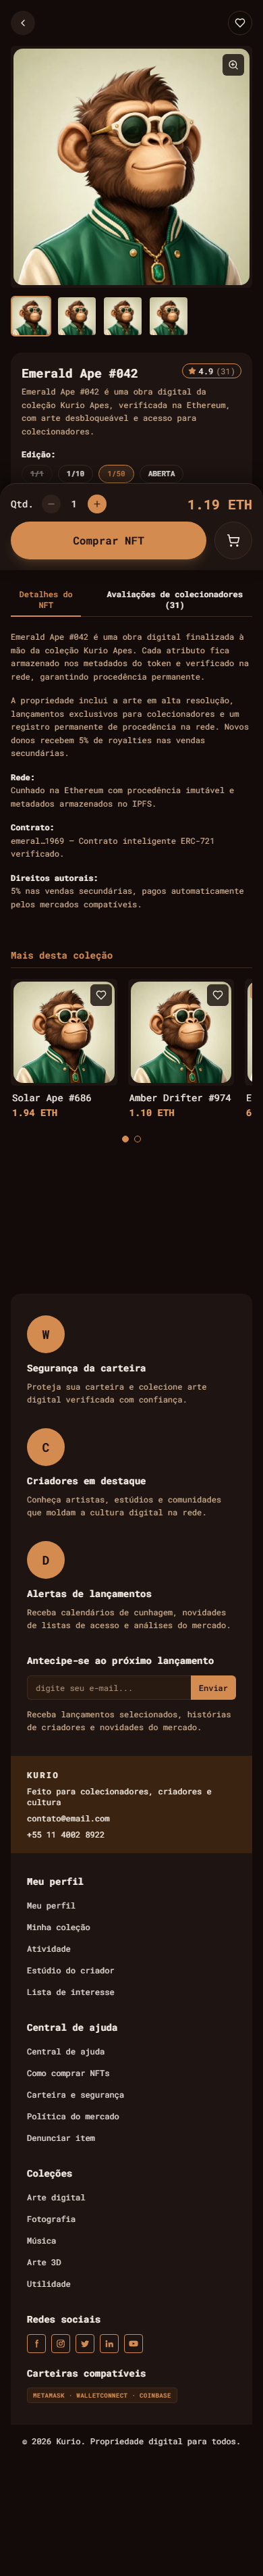 Emerald Ape #042
4.9 (31)
Emerald Ape #042 é uma obra digital da
coleção Kurio Apes, verificada na Ethereum,
com arte desbloqueável e acesso para
colecionadores.
Edição:
1/1 1/10 1/50 ABERTA
Qtd. − 1 + 1.19 ETH
Comprar NFT
Detalhes do
NFT
Avaliações de colecionadores
(31)
Emerald Ape #042 é uma obra digital finalizada à
mão da coleção Kurio Apes. Cada atributo fica
armazenado nos metadados do token e verificado na
rede, garantindo procedência permanente.
A propriedade inclui a arte em alta resolução,
lançamentos exclusivos para colecionadores e um
registro permanente de procedência na rede. Novos
donos recebem 5% de royalties nas vendas
secundárias.
Rede:
Cunhado na Ethereum com procedência imutável e
metadados armazenados no IPFS.
Contrato:
emeral…1969 — Contrato inteligente ERC-721
verificado.
Direitos autorais:
5% nas vendas secundárias, pagos automaticamente
pelos mercados compatíveis.
Mais desta coleção
Solar Ape #686
1.94 ETH
Amber Drifter #974
1.10 ETH
E
6
W
Segurança da carteira
Proteja sua carteira e colecione arte
digital verificada com confiança.
C
Criadores em destaque
Conheça artistas, estúdios e comunidades
que moldam a cultura digital na rede.
D
Alertas de lançamentos
Receba calendários de cunhagem, novidades
de listas de acesso e análises do mercado.
Antecipe-se ao próximo lançamento
digite seu e-mail... Enviar
Receba lançamentos selecionados, histórias
de criadores e novidades do mercado.
KURIO
Feito para colecionadores, criadores e
cultura
contato@email.com
+55 11 4002 8922
Meu perfil
Meu perfil
Minha coleção
Atividade
Estúdio do criador
Lista de interesse
Central de ajuda
Central de ajuda
Como comprar NFTs
Carteira e segurança
Política do mercado
Denunciar item
Coleções
Arte digital
Fotografia
Música
Arte 3D
Utilidade
Redes sociais
Carteiras compatíveis
METAMASK · WALLETCONNECT · COINBASE
© 2026 Kurio. Propriedade digital para todos.